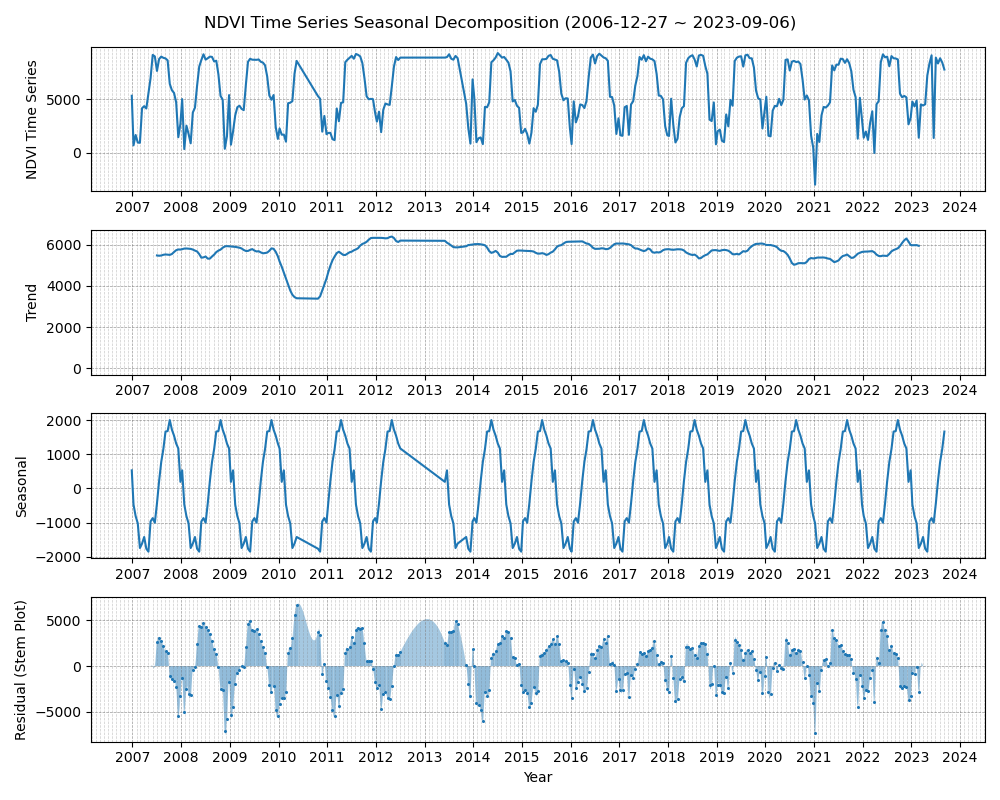 NDVI Time Series Seasonal Decomposition (2006-12-27 ~ 2023-09-06)
NDVI Time Series
5000
0
2007 2008 2009 2010 2011 2012 2013 2014 2015 2016 2017 2018 2019 2020 2021 2022 2023 2024
Trend
6000
4000
2000
0
2007 2008 2009 2010 2011 2012 2013 2014 2015 2016 2017 2018 2019 2020 2021 2022 2023 2024
Seasonal
2000
1000
0
−1000
−2000
2007 2008 2009 2010 2011 2012 2013 2014 2015 2016 2017 2018 2019 2020 2021 2022 2023 2024
Residual (Stem Plot)
5000
0
−5000
2007 2008 2009 2010 2011 2012 2013 2014 2015 2016 2017 2018 2019 2020 2021 2022 2023 2024
Year